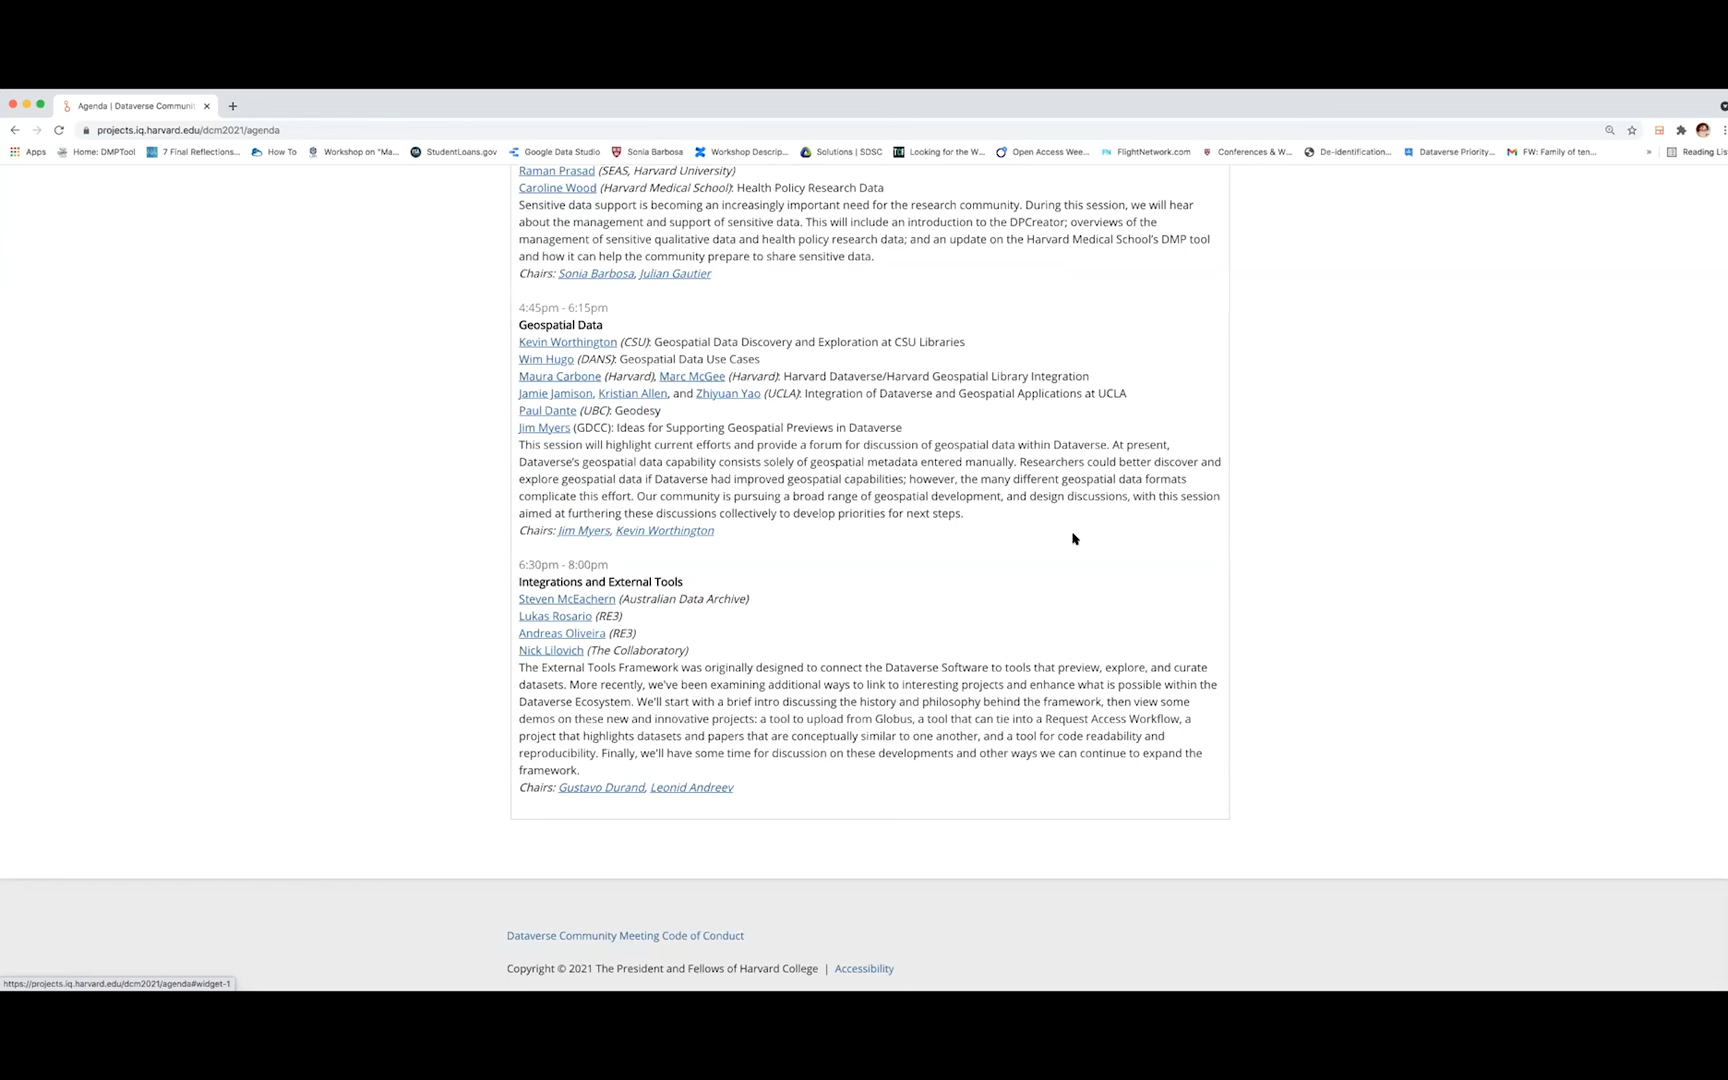 Agenda | Dataverse Communi
projects.iq.harvard.edu/dcm2021/agenda
Apps Home: DMPTool 7 Final Reflections... How To Workshop on "Ma... StudentLoans.gov Google Data Studio Sonia Barbosa Workshop Descrip... Solutions | SDSC Looking for the W... Open Access Wee... FlightNetwork.com Conferences & W... De-identification... Dataverse Priority... FW: Family of ten... » Reading Lis
Raman Prasad (SEAS, Harvard University)
Caroline Wood (Harvard Medical School): Health Policy Research Data
Sensitive data support is becoming an increasingly important need for the research community. During this session, we will hear
about the management and support of sensitive data. This will include an introduction to the DPCreator; overviews of the
management of sensitive qualitative data and health policy research data; and an update on the Harvard Medical School's DMP tool
and how it can help the community prepare to share sensitive data.
Chairs: Sonia Barbosa, Julian Gautier
4:45pm - 6:15pm
Geospatial Data
Kevin Worthington (CSU): Geospatial Data Discovery and Exploration at CSU Libraries
Wim Hugo (DANS): Geospatial Data Use Cases
Maura Carbone (Harvard), Marc McGee (Harvard): Harvard Dataverse/Harvard Geospatial Library Integration
Jamie Jamison, Kristian Allen, and Zhiyuan Yao (UCLA): Integration of Dataverse and Geospatial Applications at UCLA
Paul Dante (UBC): Geodesy
Jim Myers (GDCC): Ideas for Supporting Geospatial Previews in Dataverse
This session will highlight current efforts and provide a forum for discussion of geospatial data within Dataverse. At present,
Dataverse's geospatial data capability consists solely of geospatial metadata entered manually. Researchers could better discover and
explore geospatial data if Dataverse had improved geospatial capabilities; however, the many different geospatial data formats
complicate this effort. Our community is pursuing a broad range of geospatial development, and design discussions, with this session
aimed at furthering these discussions collectively to develop priorities for next steps.
Chairs: Jim Myers, Kevin Worthington
6:30pm - 8:00pm
Integrations and External Tools
Steven McEachern (Australian Data Archive)
Lukas Rosario (RE3)
Andreas Oliveira (RE3)
Nick Lilovich (The Collaboratory)
The External Tools Framework was originally designed to connect the Dataverse Software to tools that preview, explore, and curate
datasets. More recently, we've been examining additional ways to link to interesting projects and enhance what is possible within the
Dataverse Ecosystem. We'll start with a brief intro discussing the history and philosophy behind the framework, then view some
demos on these new and innovative projects: a tool to upload from Globus, a tool that can tie into a Request Access Workflow, a
project that highlights datasets and papers that are conceptually similar to one another, and a tool for code readability and
reproducibility. Finally, we'll have some time for discussion on these developments and other ways we can continue to expand the
framework.
Chairs: Gustavo Durand, Leonid Andreev
Dataverse Community Meeting Code of Conduct
Copyright © 2021 The President and Fellows of Harvard College | Accessibility
https://projects.iq.harvard.edu/dcm2021/agenda#widget-1